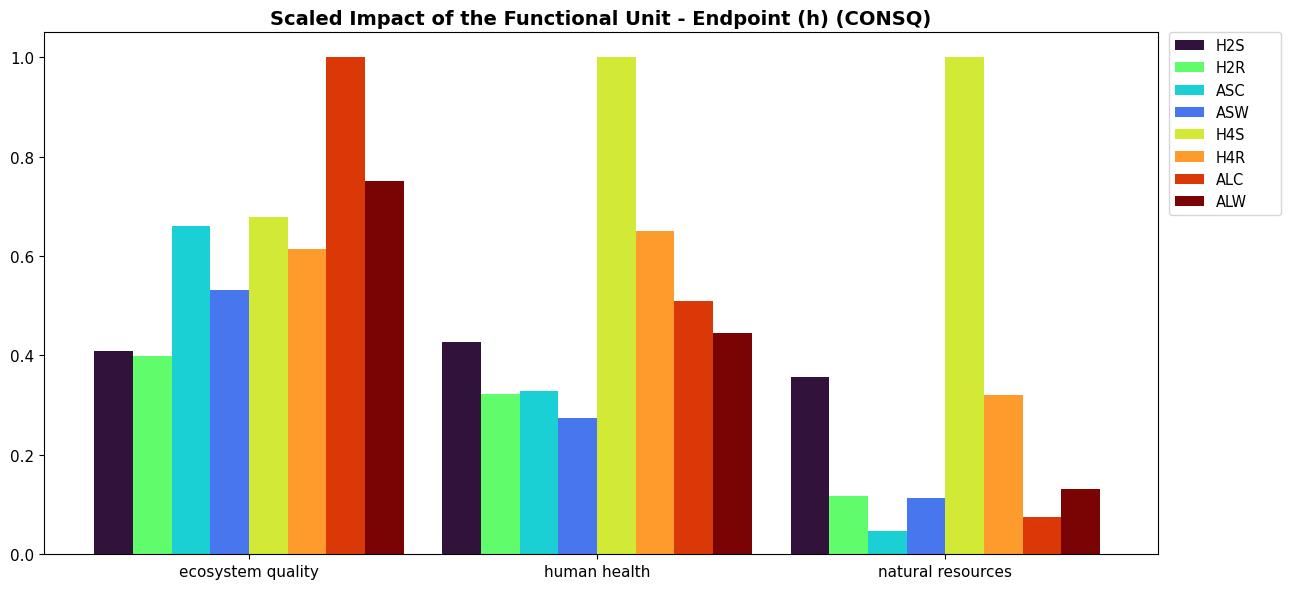 Scaled Impact of the Functional Unit - Endpoint (h) (CONSQ)
1.0
0.8
0.6
0.4
0.2
0.0
ecosystem quality
human health
natural resources
H2S
H2R
ASC
ASW
H4S
H4R
ALC
ALW